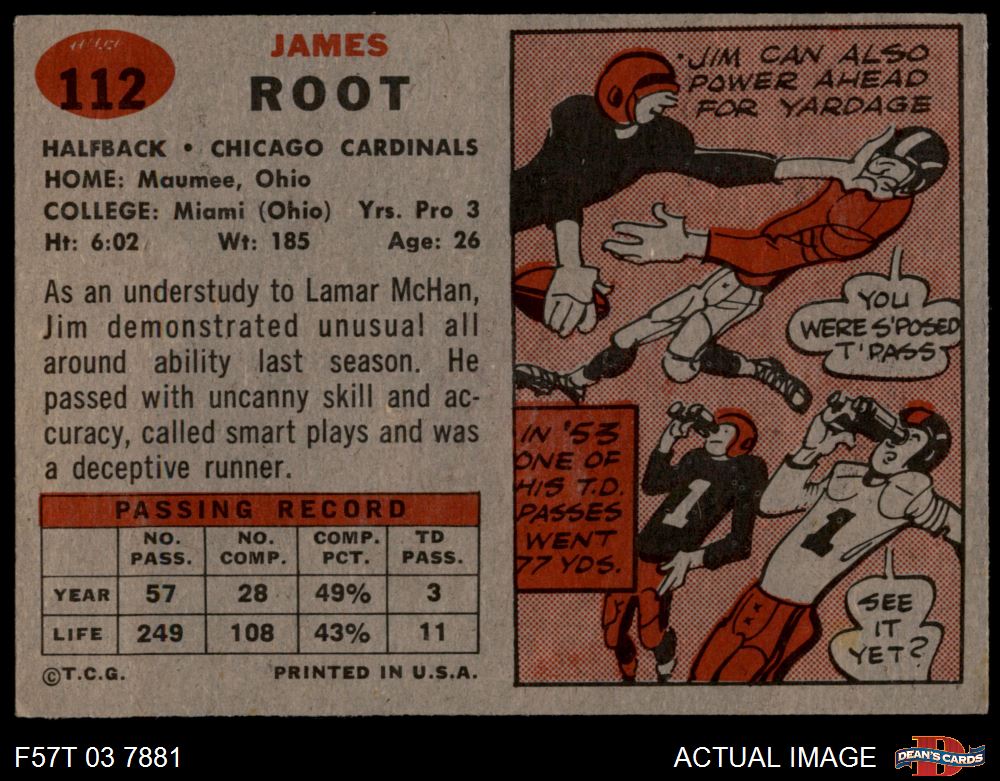 112
JAMES
ROOT
HALFBACK • CHICAGO CARDINALS
HOME: Maumee, Ohio
COLLEGE: Miami (Ohio) Yrs. Pro 3
Ht: 6:02 Wt: 185 Age: 26
As an understudy to Lamar McHan,
Jim demonstrated unusual all
around ability last season. He
passed with uncanny skill and ac-
curacy, called smart plays and was
a deceptive runner.
PASSING RECORD
NO. PASS. NO. COMP. COMP. PCT. TD PASS.
YEAR 57 28 49% 3
LIFE 249 108 43% 11
©T.C.G. PRINTED IN U.S.A.
JIM CAN ALSO
POWER AHEAD
FOR YARDAGE
YOU
WERE S'POSED
T'PASS
IN '53
ONE OF
HIS T.D.
PASSES
WENT
77 YDS.
1
1
SEE
IT
YET?
F57T 03 7881 ACTUAL IMAGE DEAN'S CARDS